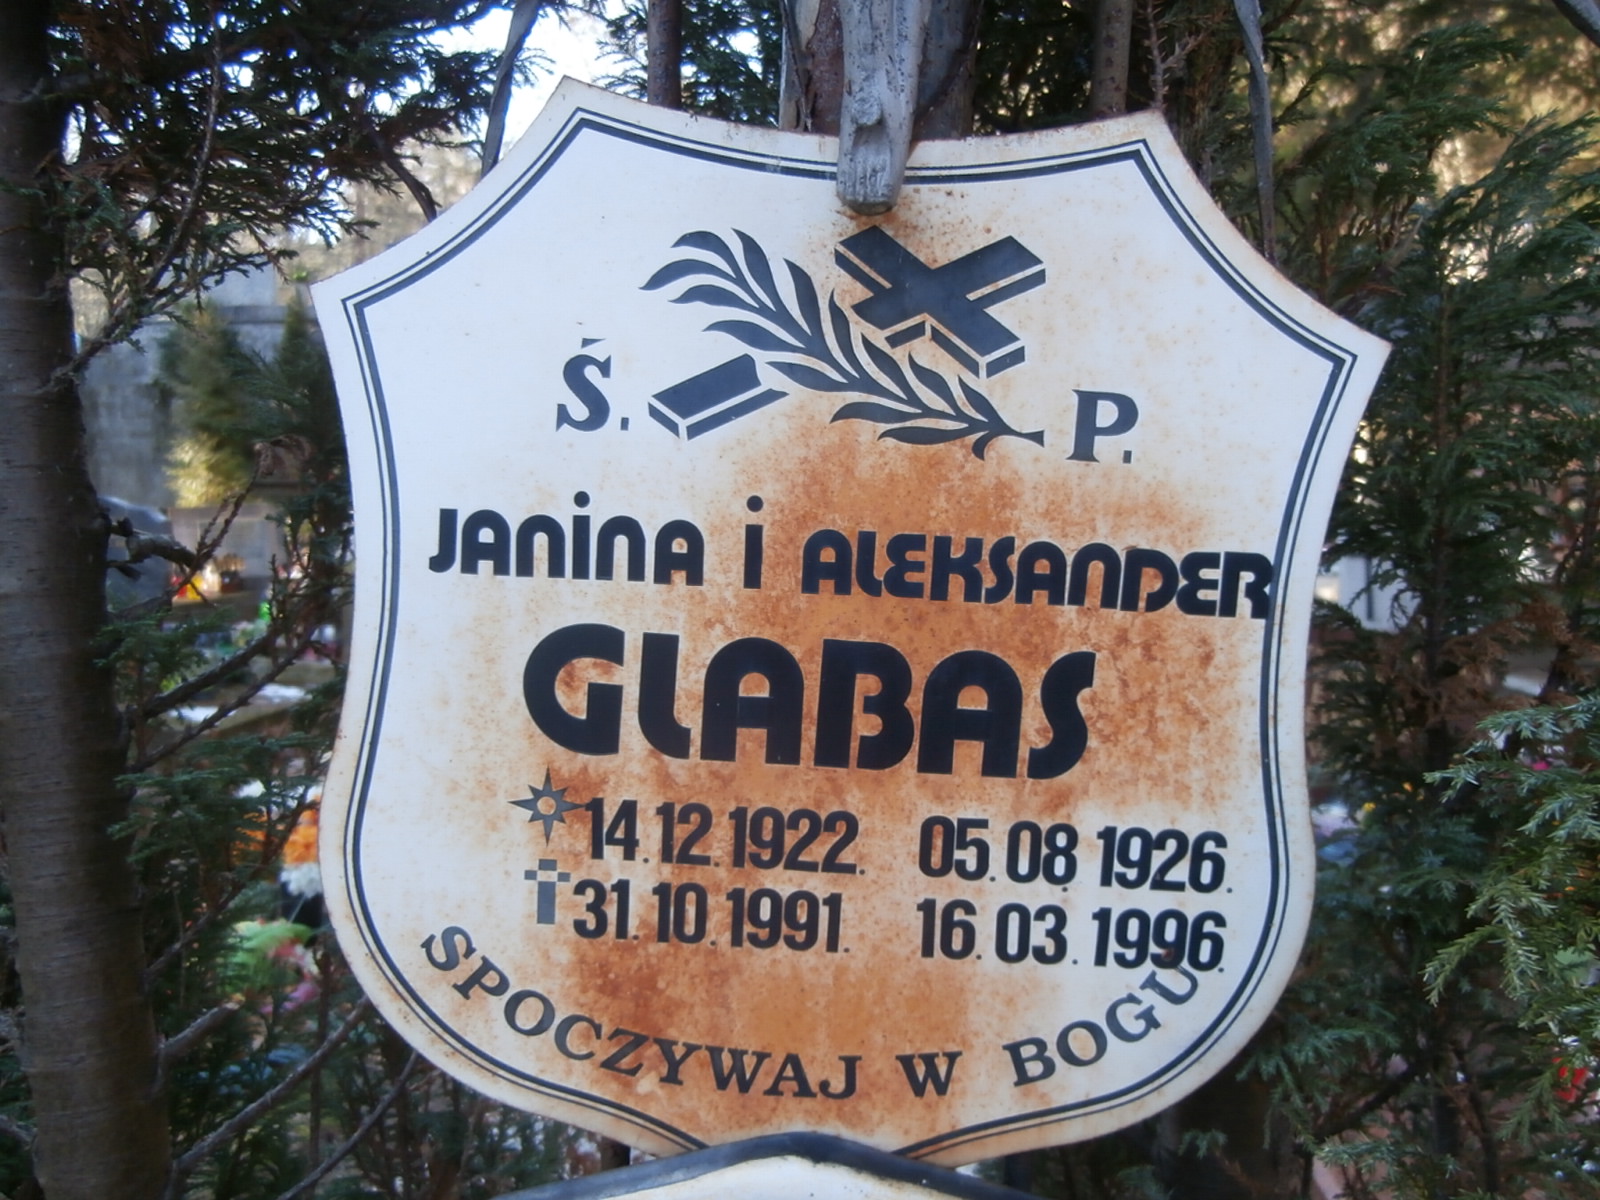 Ś. P.
JANINA i ALEKSANDER
GLABAS
14.12.1922. 05.08.1926.
31.10.1991. 16.03.1996.
SPOCZYWAJ W BOGU